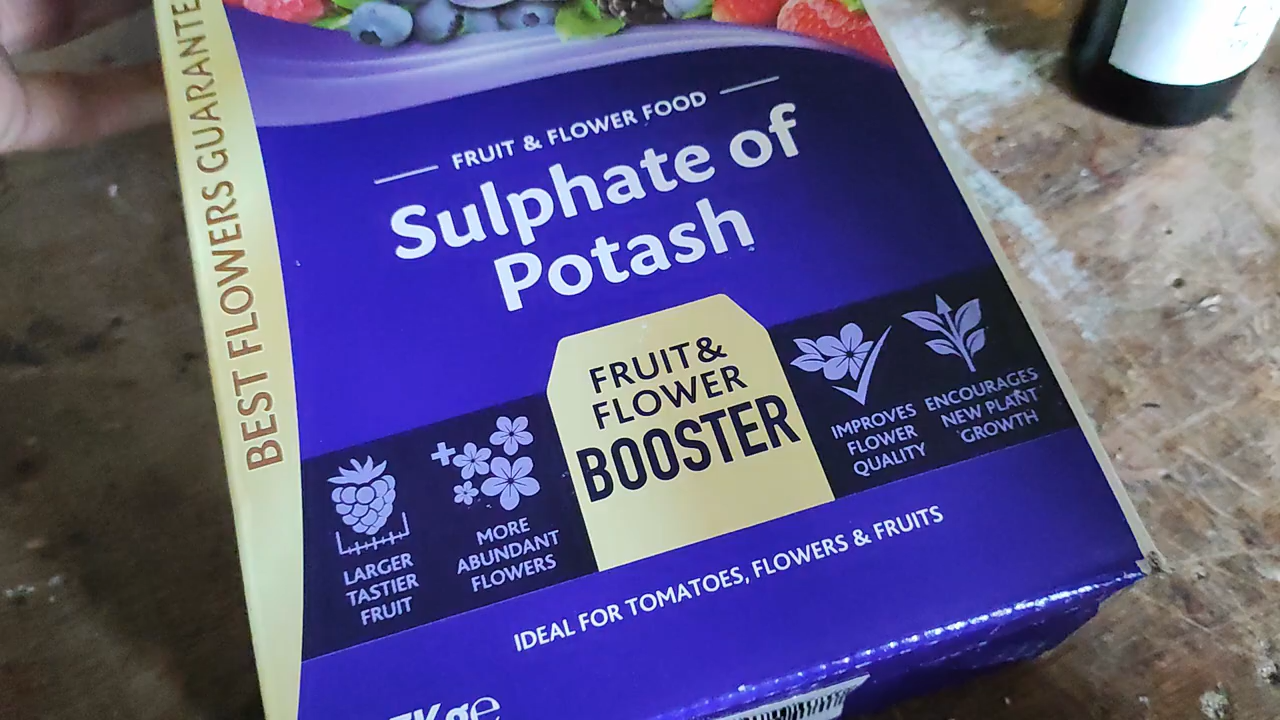 BEST FLOWERS GUARANTE
FRUIT & FLOWER FOOD
Sulphate of
Potash
FRUIT &
FLOWER
BOOSTER
LARGER
TASTIER
FRUIT
MORE
ABUNDANT
FLOWERS
IMPROVES
FLOWER
QUALITY
ENCOURAGES
NEW PLANT
GROWTH
IDEAL FOR TOMATOES, FLOWERS & FRUITS